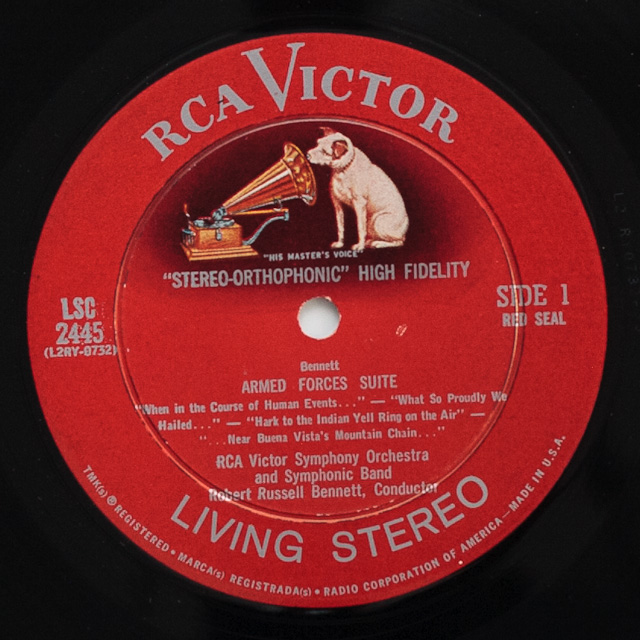 RCA VICTOR
"HIS MASTER'S VOICE"
"STEREO-ORTHOPHONIC" HIGH FIDELITY
LSC
2445
(L2RY-0732)
SIDE 1
RED SEAL
Bennett
ARMED FORCES SUITE
"When in the Course of Human Events..." — "What So Proudly We
Hailed..." — "Hark to the Indian Yell Ring on the Air" —
"...Near Buena Vista's Mountain Chain..."
RCA Victor Symphony Orchestra
and Symphonic Band
Robert Russell Bennett, Conductor
LIVING STEREO
TMK(s) ® REGISTERED • MARCA(s) REGISTRADA(s) • RADIO CORPORATION OF AMERICA—MADE IN U.S.A.